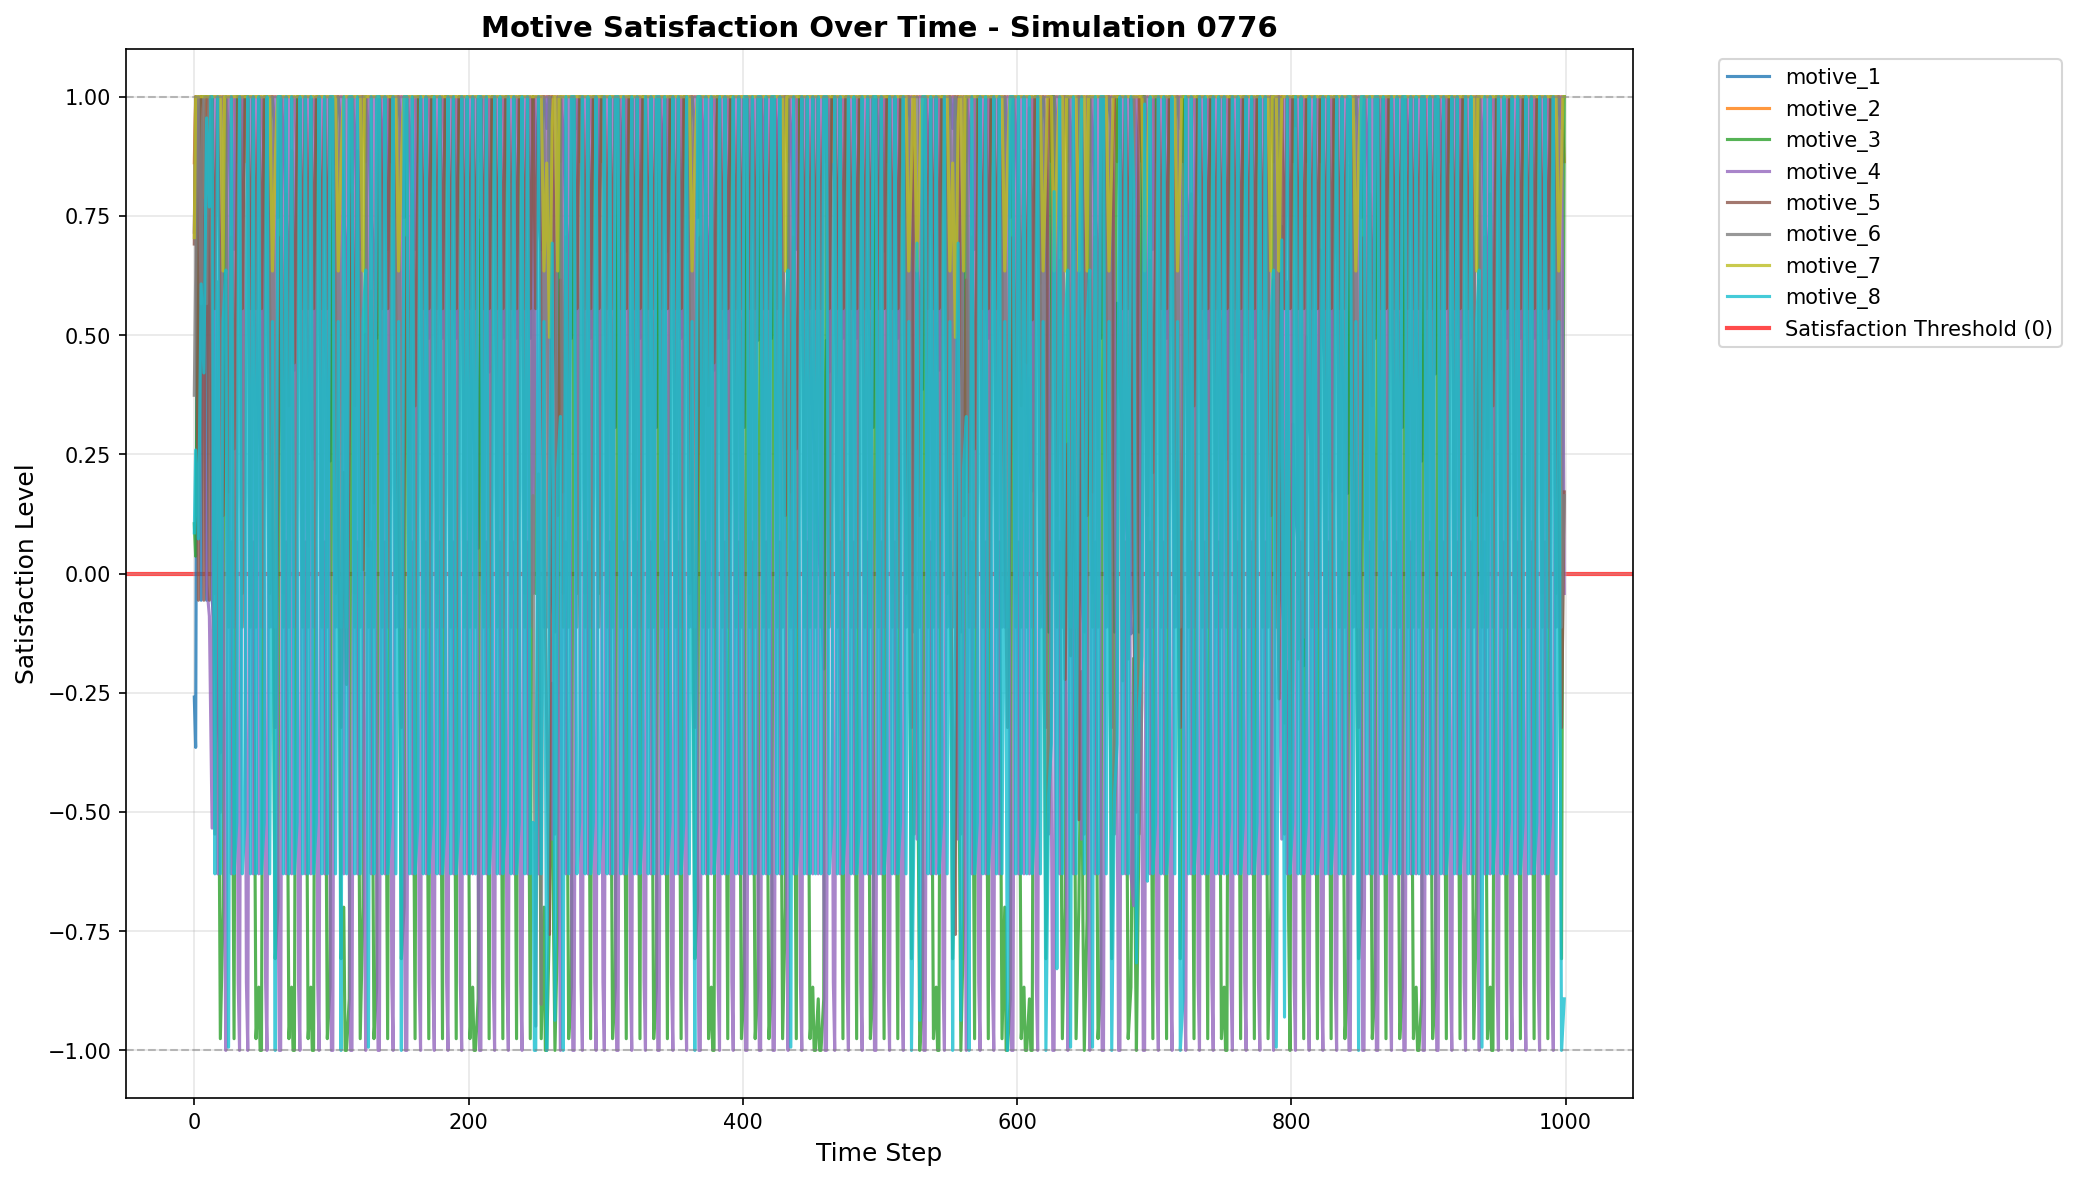 Motive Satisfaction Over Time - Simulation 0776
1.00
0.75
0.50
0.25
0.00
−0.25
−0.50
−0.75
−1.00
Satisfaction Level
0
200
400
600
800
1000
Time Step
motive_1
motive_2
motive_3
motive_4
motive_5
motive_6
motive_7
motive_8
Satisfaction Threshold (0)